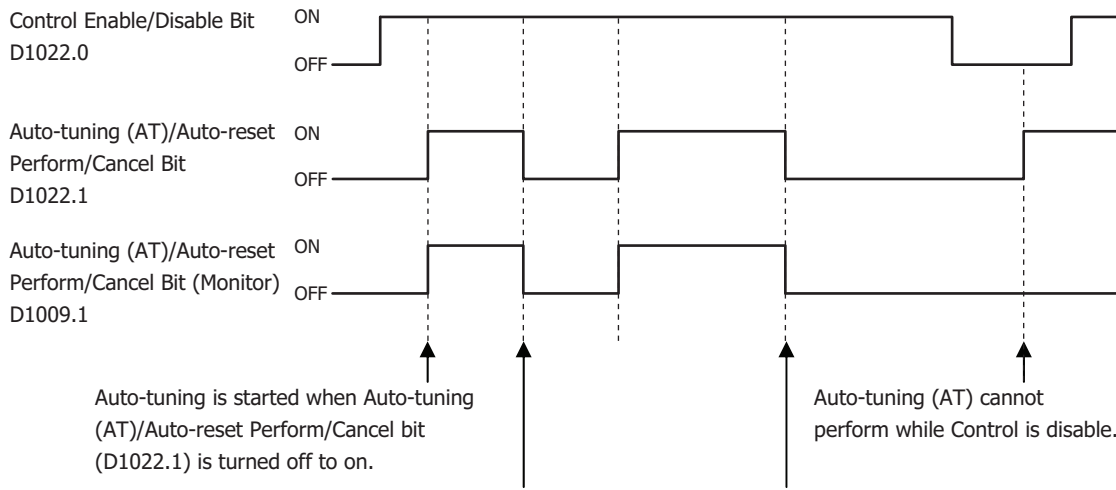 Control Enable/Disable Bit
D1022.0
ON
OFF
Auto-tuning (AT)/Auto-reset
Perform/Cancel Bit
D1022.1
ON
OFF
Auto-tuning (AT)/Auto-reset
Perform/Cancel Bit (Monitor)
D1009.1
ON
OFF
Auto-tuning is started when Auto-tuning
(AT)/Auto-reset Perform/Cancel bit
(D1022.1) is turned off to on.
Auto-tuning (AT) cannot
perform while Control is disable.